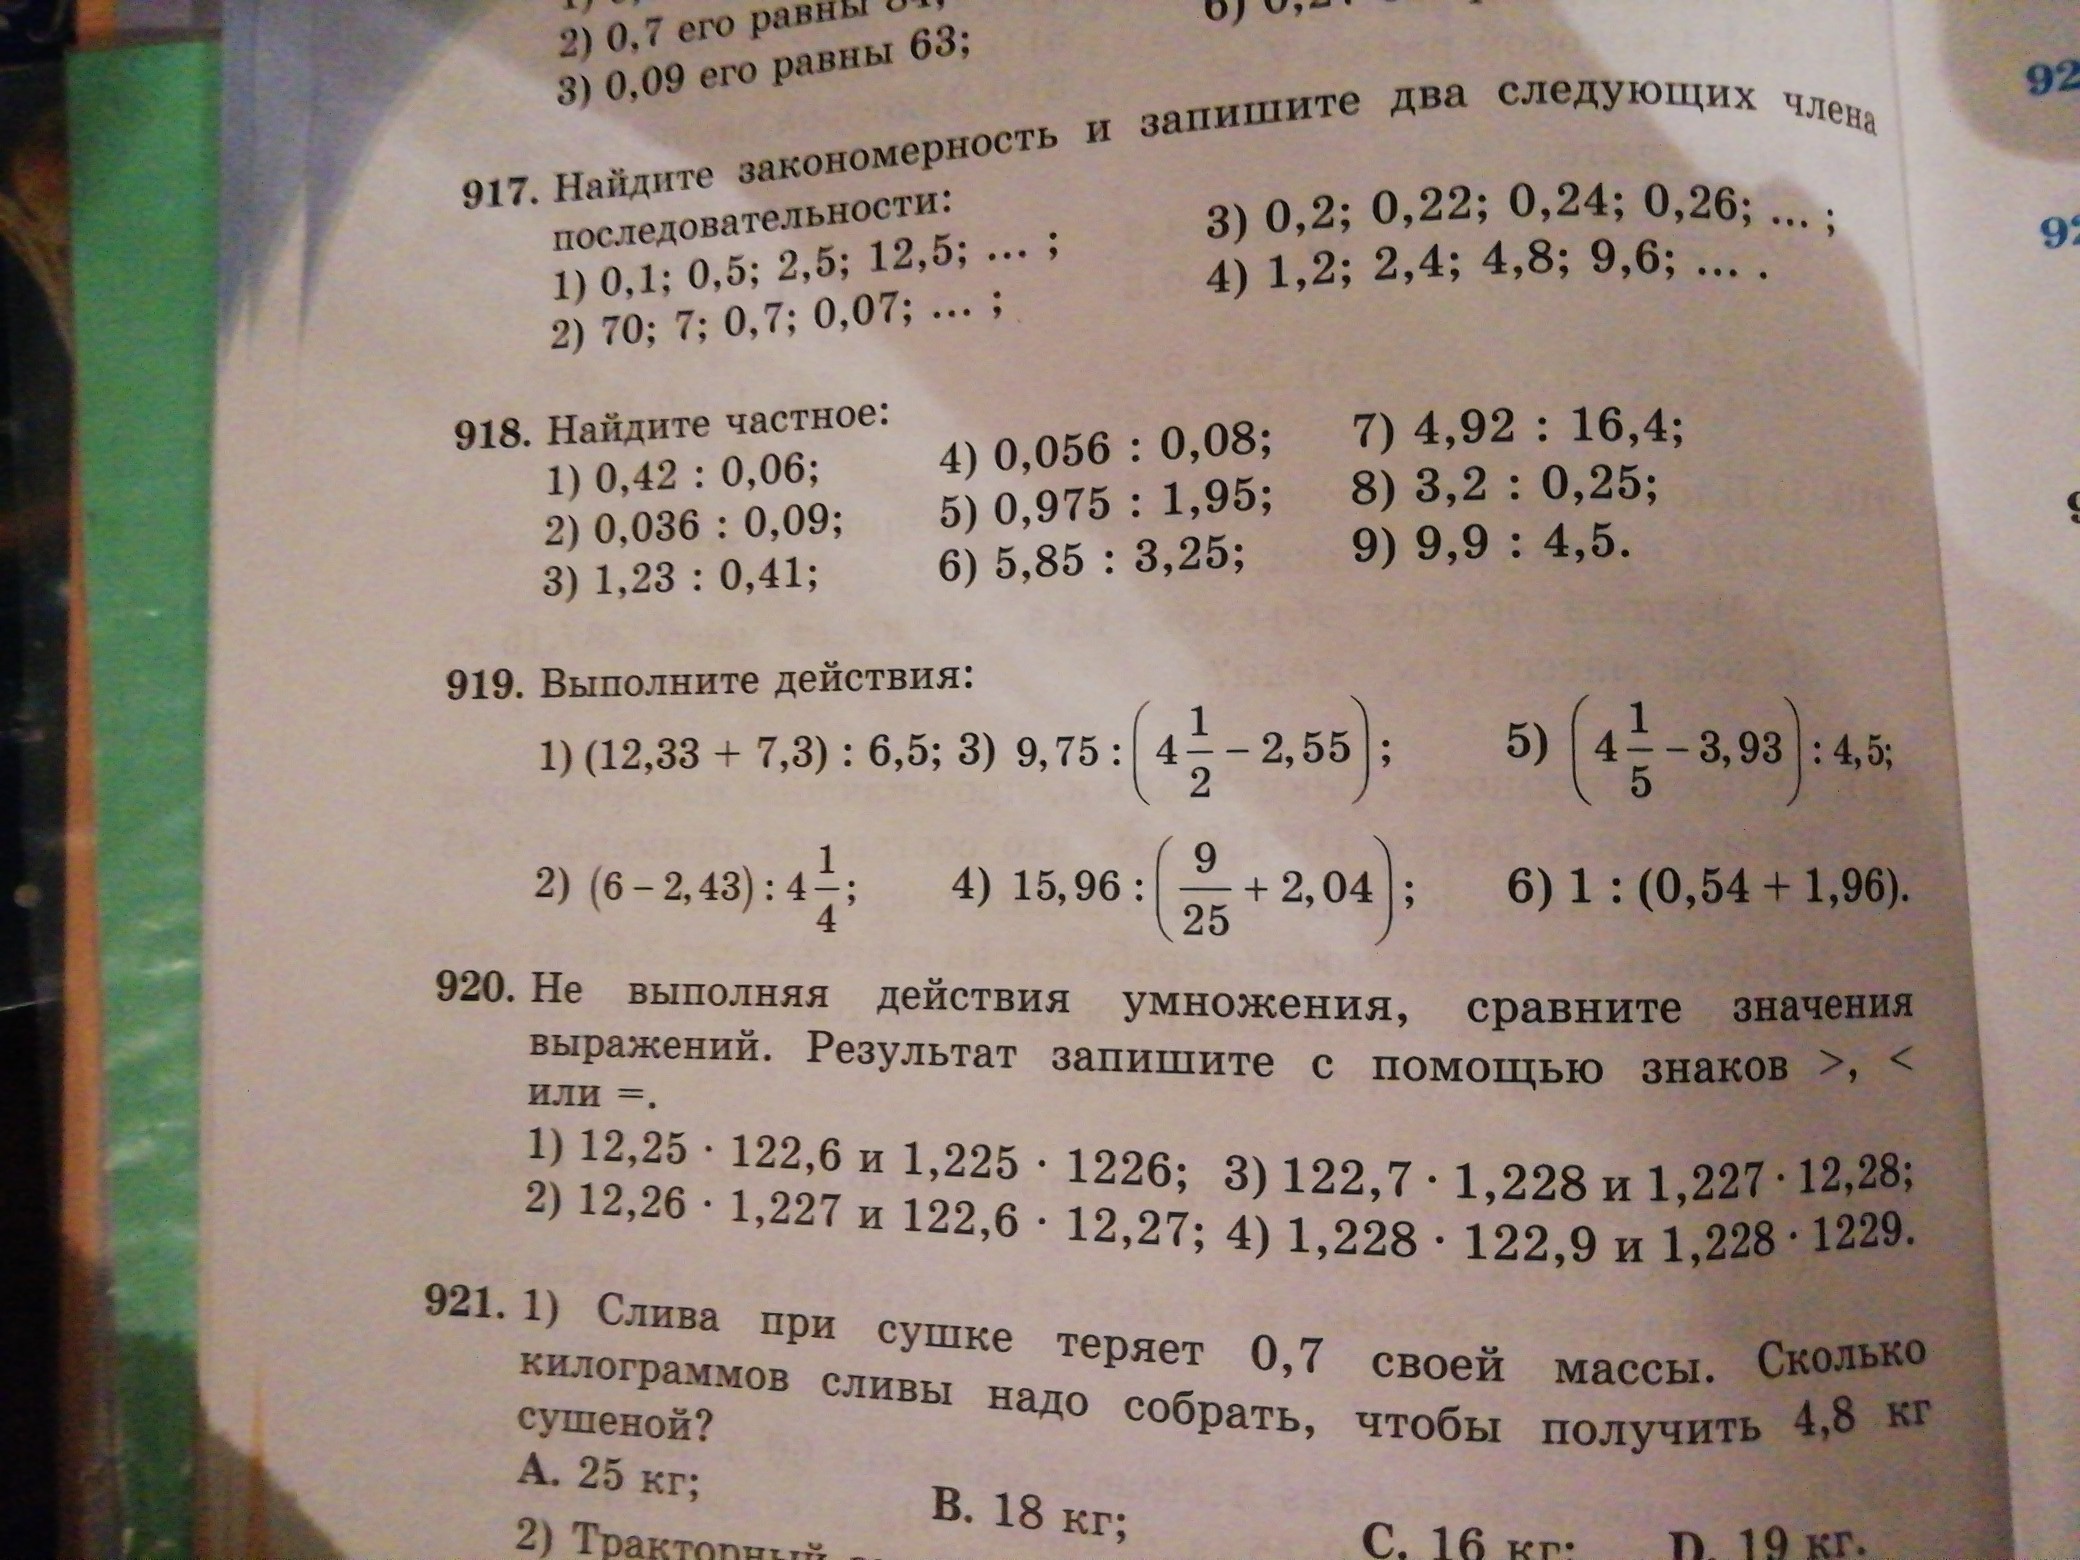 2) 0,7 его равны
3) 0,09 его равны 63;
917. Найдите закономерность и запишите два следующих члена
последовательности:
1) 0,1; 0,5; 2,5; 12,5; ... ;
2) 70; 7; 0,7; 0,07; ... ;
3) 0,2; 0,22; 0,24; 0,26; ... ;
4) 1,2; 2,4; 4,8; 9,6; ... .
918. Найдите частное:
1) 0,42 : 0,06;
2) 0,036 : 0,09;
3) 1,23 : 0,41;
4) 0,056 : 0,08;
5) 0,975 : 1,95;
6) 5,85 : 3,25;
7) 4,92 : 16,4;
8) 3,2 : 0,25;
9) 9,9 : 4,5.
919. Выполните действия:
1) (12,33 + 7,3) : 6,5; 3) 9,75 : (4 1/2 – 2,55); 5) (4 1/5 – 3,93) : 4,5;
2) (6 – 2,43) : 4 1/4; 4) 15,96 : (9/25 + 2,04); 6) 1 : (0,54 + 1,96).
920. Не выполняя действия умножения, сравните значения
выражений. Результат запишите с помощью знаков >, <
или =.
1) 12,25 · 122,6 и 1,225 · 1226; 3) 122,7 · 1,228 и 1,227 · 12,28;
2) 12,26 · 1,227 и 122,6 · 12,27; 4) 1,228 · 122,9 и 1,228 · 1229.
921. 1) Слива при сушке теряет 0,7 своей массы. Сколько
килограммов сливы надо собрать, чтобы получить 4,8 кг
сушеной?
A. 25 кг; B. 18 кг; C. 16 кг; D. 19 кг.
2) Тракторный